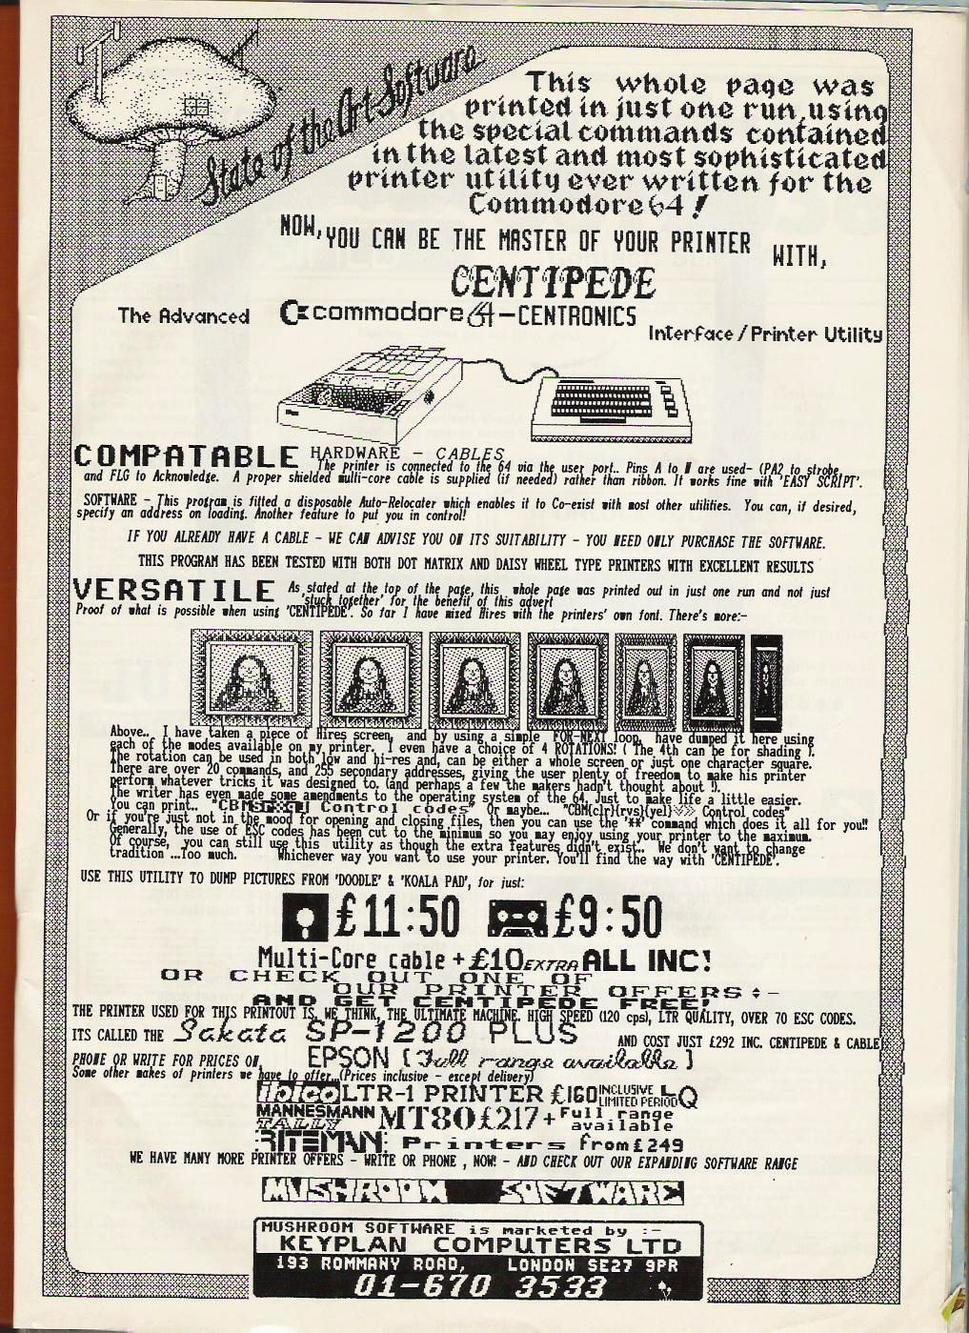 State of the Art Software
This whole page was
printed in just one run, using
the special commands contained
in the latest and most sophisticated
printer utility ever written for the
Commodore 64!
NOW, YOU CAN BE THE MASTER OF YOUR PRINTER WITH,
CENTIPEDE
The Advanced commodore 64-CENTRONICS
Interface/Printer Utility
COMPATABLE HARDWARE - CABLES
The printer is connected to the 64 via the user port.. Pins A to N are used- (PA2 to strobe
and FLG to Acknowledge. A proper shielded multi-core cable is supplied (if needed) rather than ribbon. It works fine with 'EASY SCRIPT'.
SOFTWARE - This program is fitted a disposable Auto-Relocater which enables it to Co-exist with most other utilities. You can, if desired,
specify an address on loading. Another feature to put you in control!
IF YOU ALREADY HAVE A CABLE - WE CAN ADVISE YOU ON ITS SUITABILITY - YOU NEED ONLY PURCHASE THE SOFTWARE.
THIS PROGRAM HAS BEEN TESTED WITH BOTH DOT MATRIX AND DAISY WHEEL TYPE PRINTERS WITH EXCELLENT RESULTS
VERSATILE As stated at the top of the page, this whole page was printed out in just one run and not just
'stuck together' for the benefit of this advert
Proof of what is possible when using 'CENTIPEDE'. So far I have mixed Hires with the printers' own font. There's more:-
Above.. I have taken a piece of Hires screen, and by using a simple FOR-NEXT loop, have dumped it here using
each of the modes available on my printer. I even have a choice of 4 ROTATIONS! ( The 4th can be for shading ).
The rotation can be used in both low and hi-res and, can be either a whole screen or just one character square.
There are over 20 commands, and 255 secondary addresses, giving the user plenty of freedom to make his printer
perform whatever tricks it was designed to. (and perhaps a few the makers hadn't thought about !).
The writer has even made some amendments to the operating system of the 64. Just to make life a little easier.
You can print.. "CBM Control codes" Or maybe... "CBM(clr)(rvs)(yel) Control codes"
Or if you're just not in the mood for opening and closing files, then you can use the '*' command which does it all for you!!
Generally, the use of ESC codes has been cut to the minimum so you may enjoy using your printer to the maximum.
Of course, you can still use this utility as though the extra features didn't exist.. We don't want to change
tradition ...Too much. Whichever way you want to use your printer. You'll find the way with 'CENTIPEDE'.
USE THIS UTILITY TO DUMP PICTURES FROM 'DOODLE' & 'KOALA PAD', for just:
£11:50 £9:50
Multi-Core cable + £10 EXTRA ALL INC!
OR CHECK OUT ONE OF
OUR PRINTER OFFERS:-
AND GET CENTIPEDE FREE!
THE PRINTER USED FOR THIS PRINTOUT IS, WE THINK, THE ULTIMATE MACHINE. HIGH SPEED (120 cps), LTR QUALITY, OVER 70 ESC CODES.
ITS CALLED THE Sakata SP-1200 PLUS AND COST JUST £292 INC. CENTIPEDE & CABLE
PHONE OR WRITE FOR PRICES ON, EPSON [Full range available]
Some other makes of printers we have to offer...(Prices inclusive - except delivery)
ibico LTR-1 PRINTER £160 INCLUSIVE LIMITED PERIOD LQ
MANNESMANN TALLY MT80 £217 + Full range available
RITEMAN Printers from £249
WE HAVE MANY MORE PRINTER OFFERS - WRITE OR PHONE , NOW! - AND CHECK OUT OUR EXPANDING SOFTWARE RANGE
MUSHROOM SOFTWARE
MUSHROOM SOFTWARE is marketed by :-
KEYPLAN COMPUTERS LTD
193 ROMMANY ROAD, LONDON SE27 9PR
01-670 3533